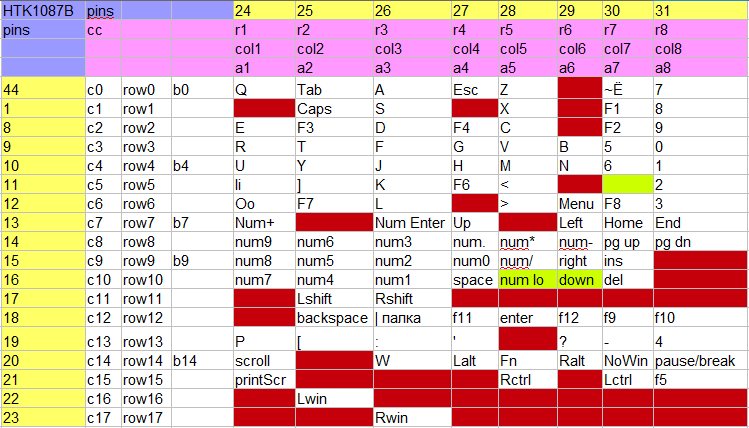 HTK1087B pins 24 25 26 27 28 29 30 31
pins cc r1 r2 r3 r4 r5 r6 r7 r8
col1 col2 col3 col4 col5 col6 col7 col8
a1 a2 a3 a4 a5 a6 a7 a8
44 c0 row0 b0 Q Tab A Esc Z ~Ё 7
1 c1 row1 Caps S X F1 8
8 c2 row2 E F3 D F4 C F2 9
9 c3 row3 R T F G V B 5 0
10 c4 row4 b4 U Y J H M N 6 1
11 c5 row5 Ii ] K F6 < 2
12 c6 row6 Oo F7 L > Menu F8 3
13 c7 row7 b7 Num+ Num Enter Up Left Home End
14 c8 row8 num9 num6 num3 num. num* num- pg up pg dn
15 c9 row9 b9 num8 num5 num2 num0 num/ right ins
16 c10 row10 num7 num4 num1 space num lo down del
17 c11 row11 Lshift Rshift
18 c12 row12 backspace | папка f11 enter f12 f9 f10
19 c13 row13 P [ : ' ? - 4
20 c14 row14 b14 scroll W Lalt Fn Ralt NoWin pause/break
21 c15 row15 printScr Rctrl Lctrl f5
22 c16 row16 Lwin
23 c17 row17 Rwin